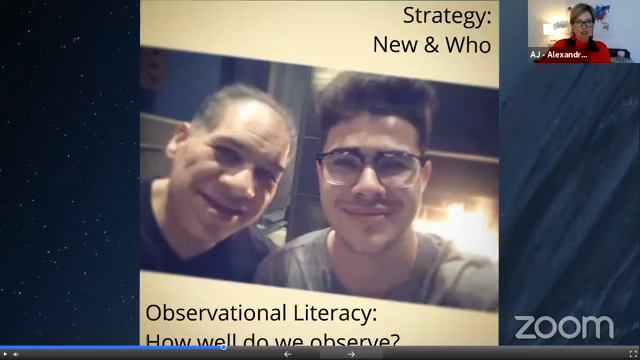 Strategy:
New & Who
AJ - Alexandr...
Observational Literacy:
How well do we observe?
zoom